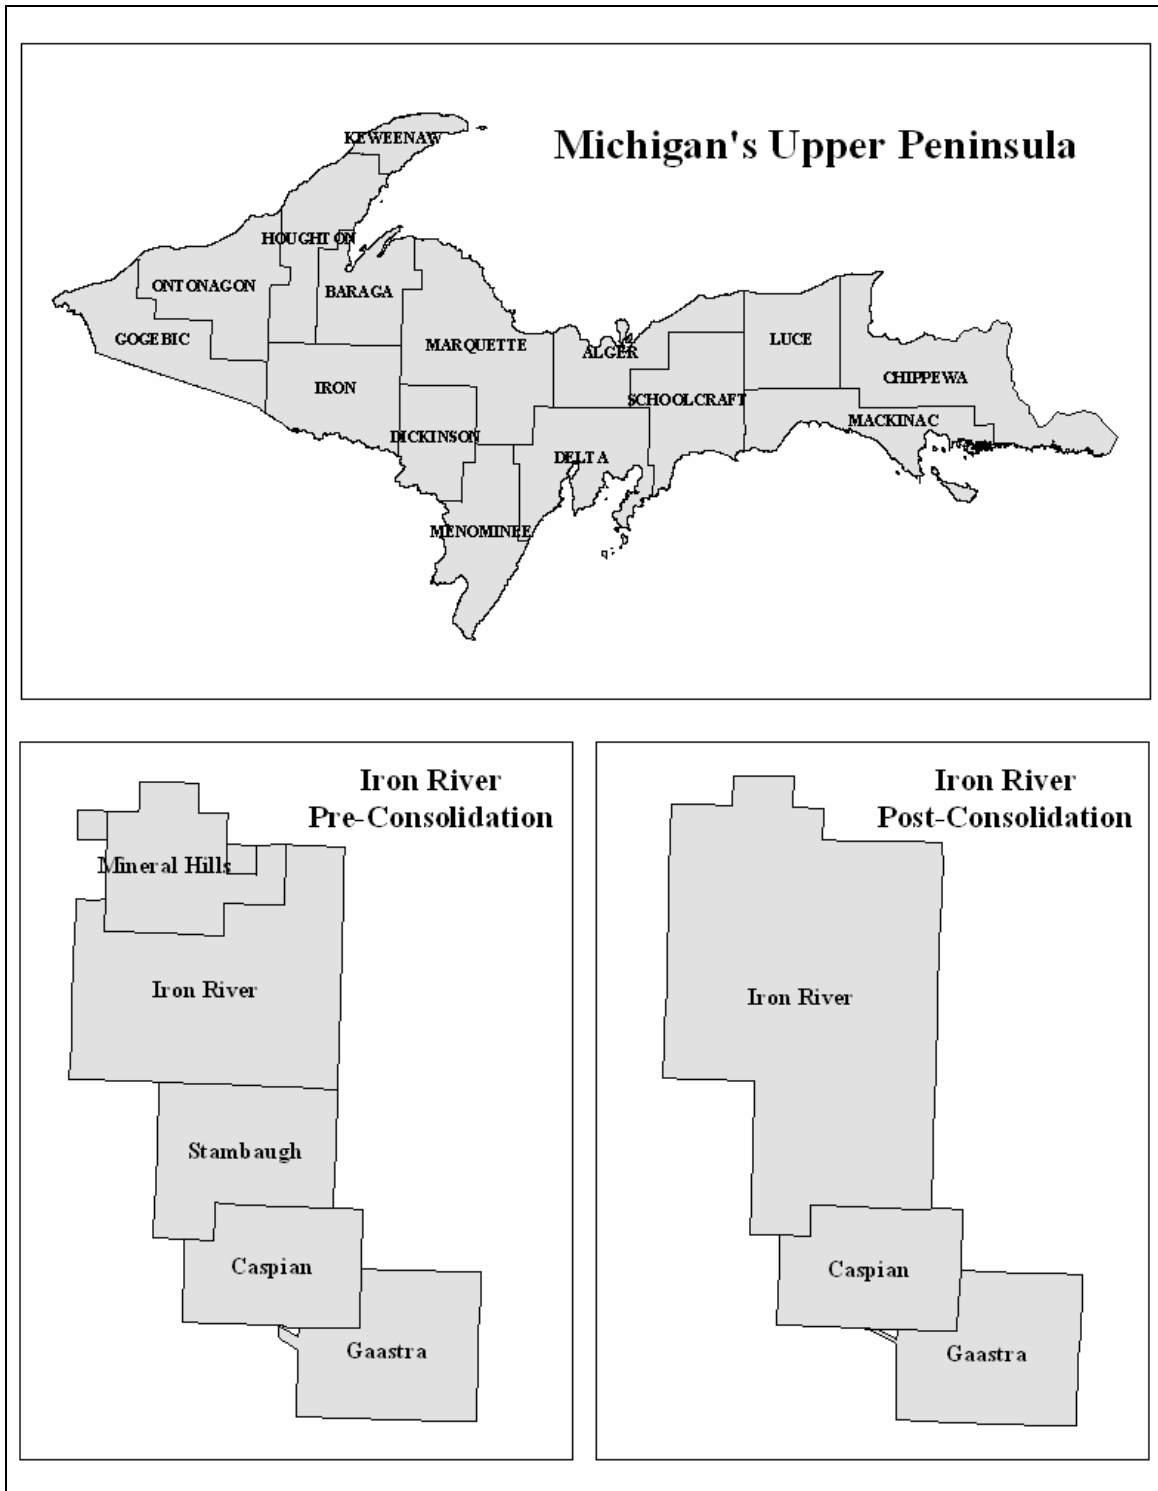 Michigan's Upper Peninsula
KEWEENAW
HOUGHTON
ONTONAGON
BARAGA
GOGEBIC
MARQUETTE
ALGER
LUCE
IRON
CHIPPEWA
SCHOOLCRAFT
MACKINAC
DICKINSON
DELTA
MENOMINEE
Iron River
Pre-Consolidation
Mineral Hills
Iron River
Stambaugh
Caspian
Gaastra
Iron River
Post-Consolidation
Iron River
Caspian
Gaastra